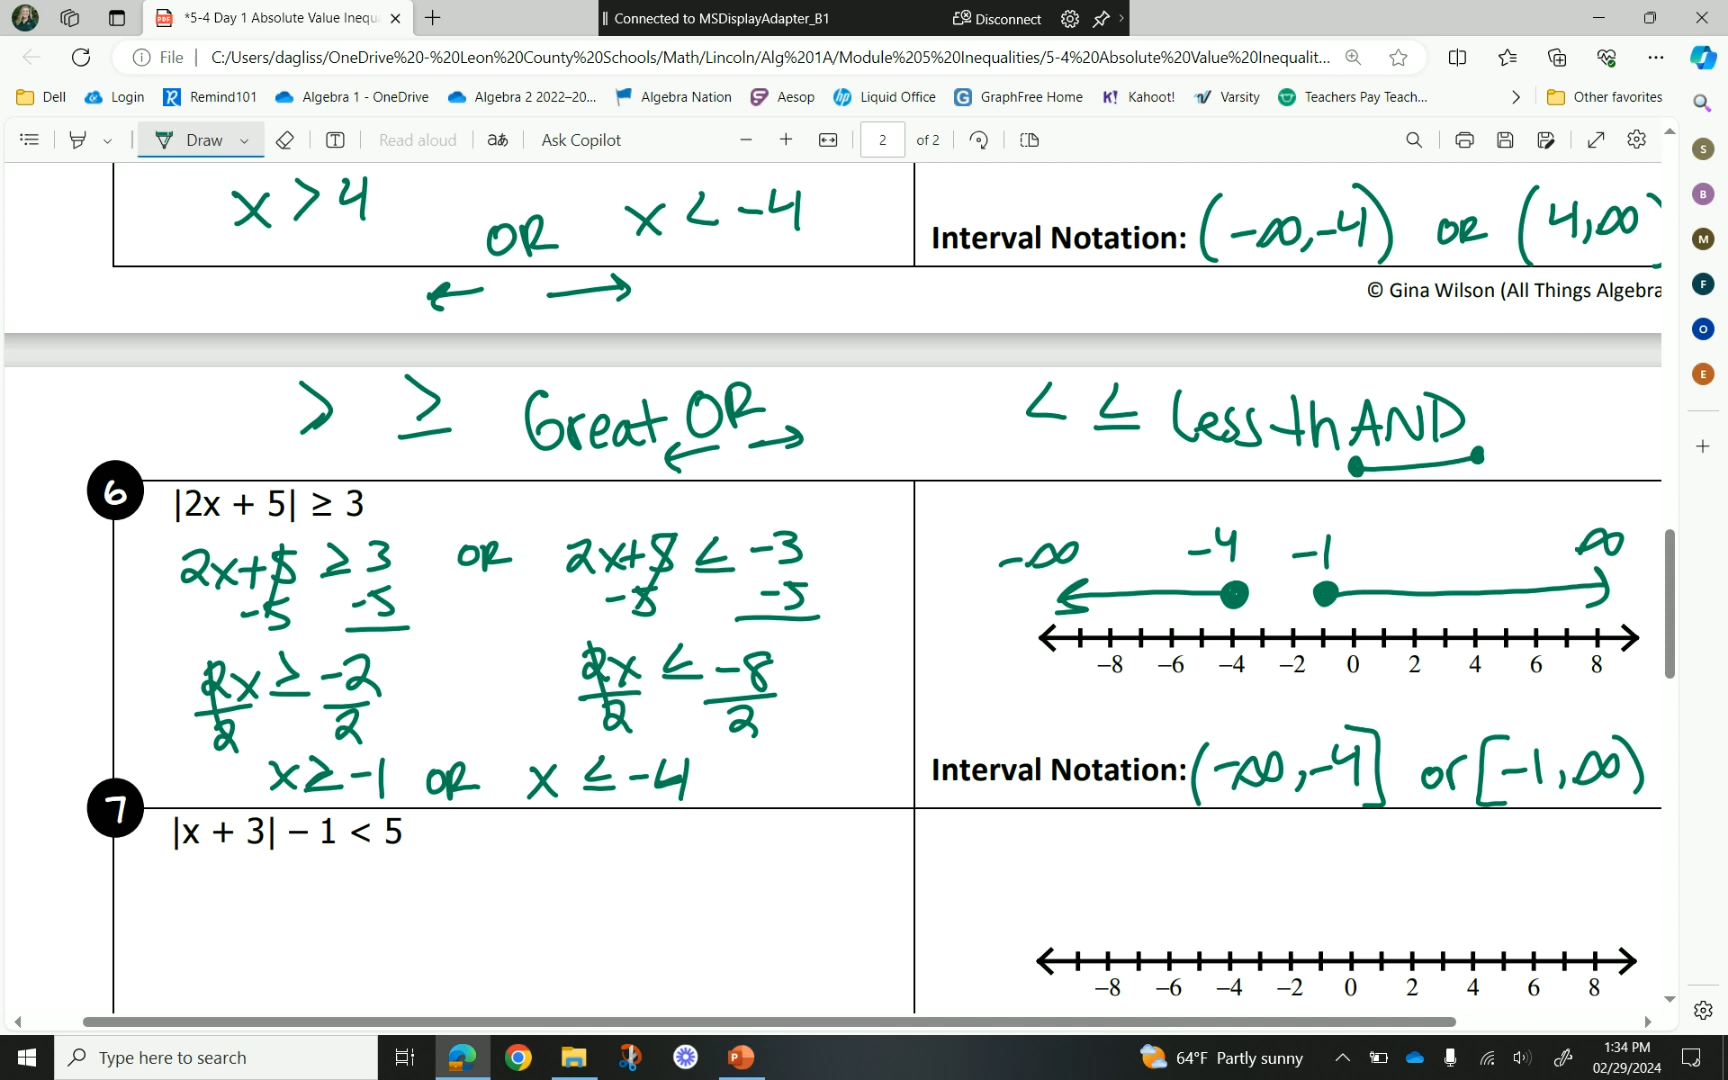 *5-4 Day 1 Absolute Value Inequ
Connected to MSDisplayAdapter_B1
Disconnect
File
C:/Users/dagliss/OneDrive%20-%20Leon%20County%20Schools/Math/Lincoln/Alg%201A/Module%205%20Inequalities/5-4%20Absolute%20Value%20Inequalit...
Dell Login Remind101 Algebra 1 - OneDrive Algebra 2 2022–20... Algebra Nation Aesop Liquid Office GraphFree Home K! Kahoot! Varsity Teachers Pay Teach... Other favorites
Draw Read aloud aあ Ask Copilot 2 of 2
x > 4 OR x < -4
Interval Notation: (-∞,-4) or (4,∞)
© Gina Wilson (All Things Algebra
> ≥ Great OR < ≤ less thAND
6 |2x + 5| ≥ 3
2x+5 ≥ 3 OR 2x+5 ≤ -3
-5 -5 -5 -5
2x ≥ -2 2x ≤ -8
2 2 2 2
x ≥ -1 OR x ≤ -4
-∞ -4 -1 ∞
−8 −6 −4 −2 0 2 4 6 8
Interval Notation: (-∞,-4] or [-1,∞)
7 |x + 3| − 1 < 5
−8 −6 −4 −2 0 2 4 6 8
S
B
M
F
O
E
Type here to search
64°F Partly sunny
1:34 PM
02/29/2024